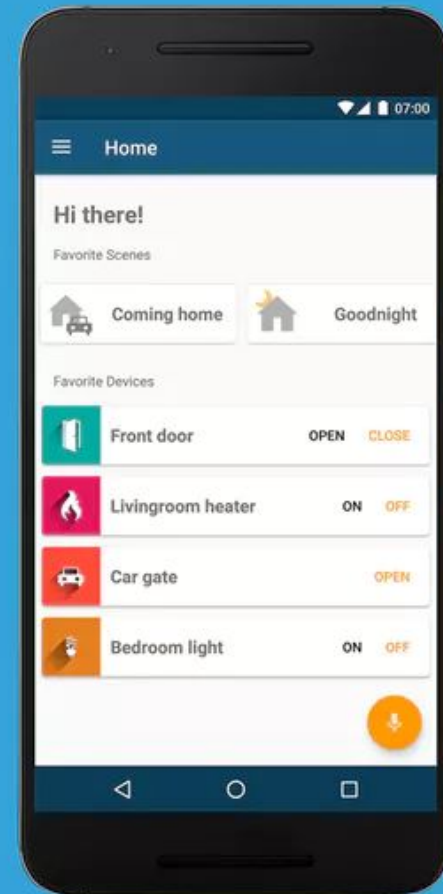 07:00
Home
Hi there!
Favorite Scenes
Coming home Goodnight
Favorite Devices
Front door OPEN CLOSE
Livingroom heater ON OFF
Car gate OPEN
Bedroom light ON OFF